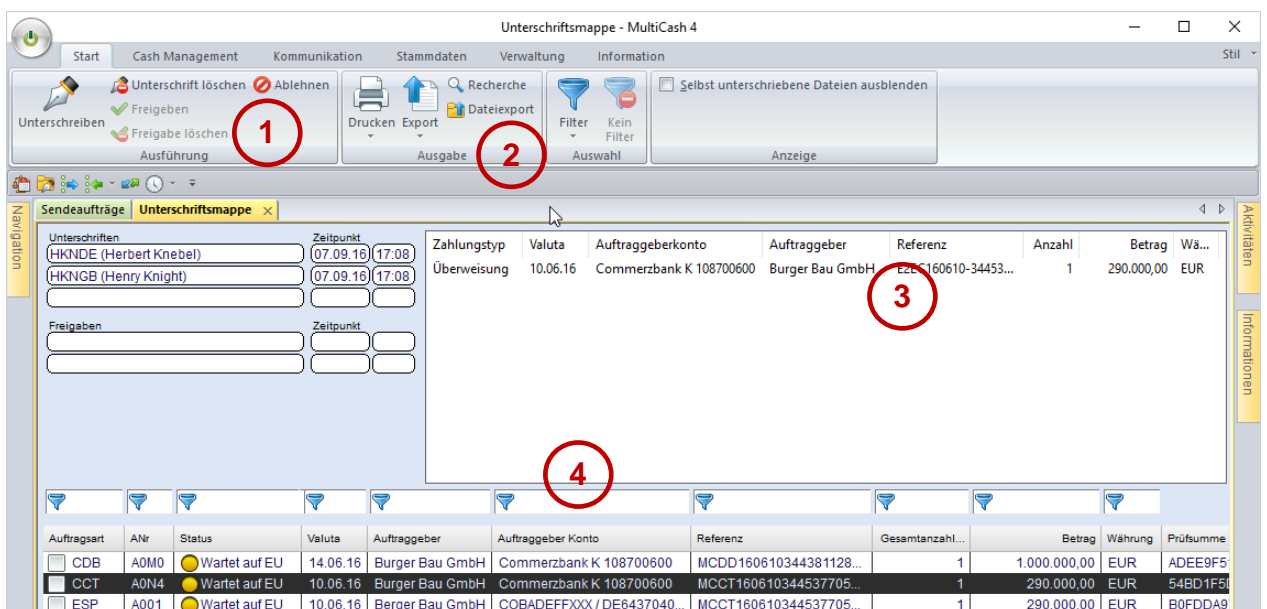 Unterschriftsmappe - MultiCash 4
Start Cash Management Kommunikation Stammdaten Verwaltung Information Stil
Unterschreiben
Unterschrift löschen Ablehnen
Freigeben
Freigabe löschen
Ausführung
1
Drucken Export
Recherche
Dateiexport
Ausgabe
2
Filter Kein Filter
Auswahl
Selbst unterschriebene Dateien ausblenden
Anzeige
Navigation
Sendeaufträge Unterschriftsmappe
Aktivitäten
Informationen
Unterschriften Zeitpunkt
HKNDE (Herbert Knebel) 07.09.16 17:08
HKNGB (Henry Knight) 07.09.16 17:08
Freigaben Zeitpunkt
Zahlungstyp Valuta Auftraggeberkonto Auftraggeber Referenz Anzahl Betrag Wä...
Überweisung 10.06.16 Commerzbank K 108700600 Burger Bau GmbH E2EC160610-34453... 1 290.000,00 EUR
3
4
Auftragsart ANr Status Valuta Auftraggeber Auftraggeber Konto Referenz Gesamtanzahl... Betrag Währung Prüfsumme
CDB A0M0 Wartet auf EU 14.06.16 Burger Bau GmbH Commerzbank K 108700600 MCDD160610344381128... 1 1.000.000,00 EUR ADEE9F5
CCT A0N4 Wartet auf EU 10.06.16 Burger Bau GmbH Commerzbank K 108700600 MCCT160610344537705... 1 290.000,00 EUR 54BD1F5
ESP A001 Wartet auf EU 10.06.16 Berger Bau GmbH COBADEFFXXX / DE6437040... MCCT160610344537705... 1 290.000,00 EUR B0FDDA9